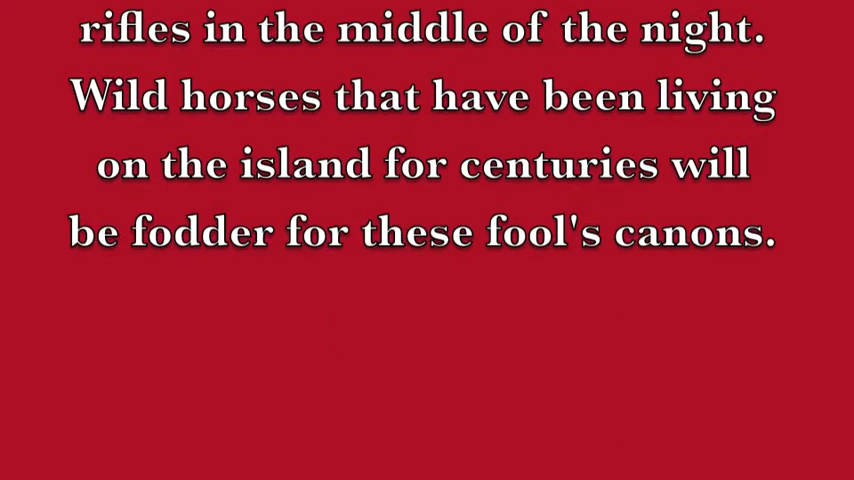 rifles in the middle of the night.
Wild horses that have been living
on the island for centuries will
be fodder for these fool's canons.